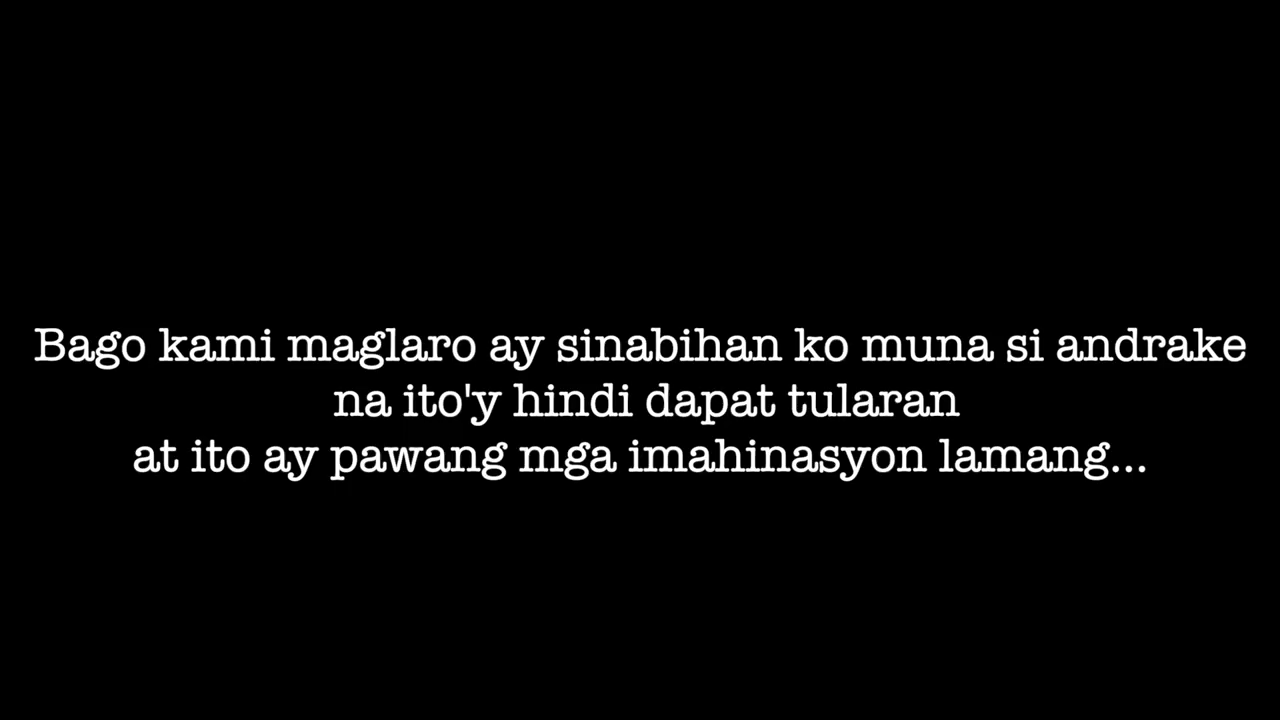 Bago kami maglaro ay sinabihan ko muna si andrake
na ito'y hindi dapat tularan
at ito ay pawang mga imahinasyon lamang...